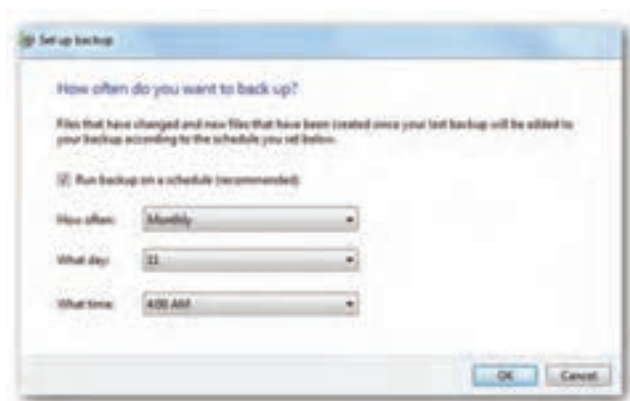 Set up backup
How often do you want to back up?
Files that have changed and new files that have been created since your last backup will be added to
your backup according to the schedule you set below.
Run backup on a schedule (recommended)
How often: Monthly
What day:
What time: 4:00 AM
OK Cancel